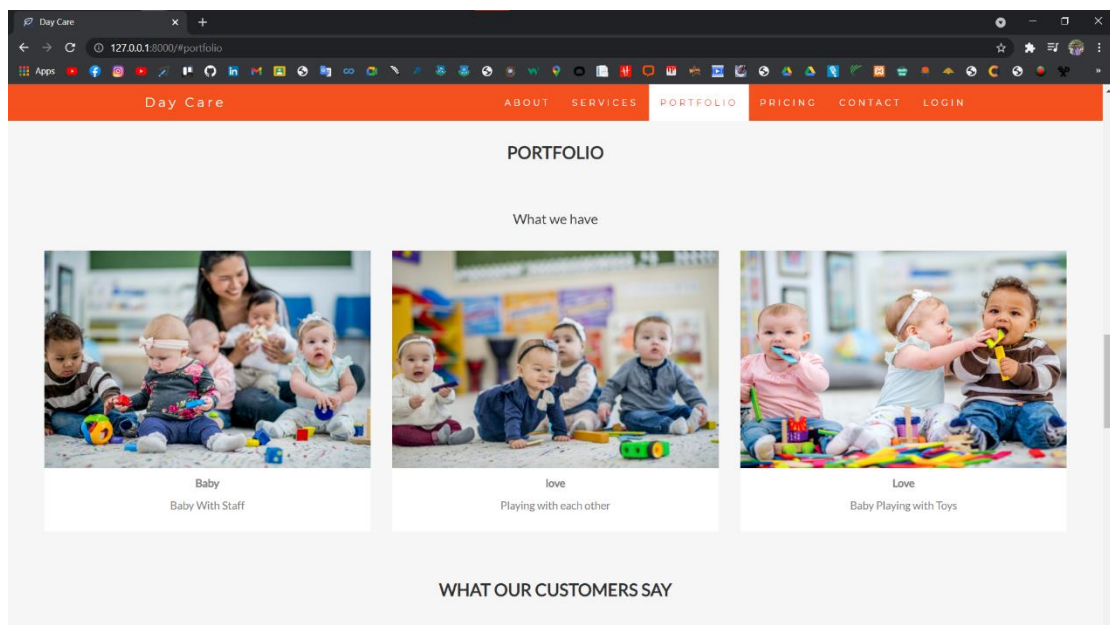 Day Care
127.0.0.1:8000/#portfolio
Apps
Day Care
ABOUT SERVICES PORTFOLIO PRICING CONTACT LOGIN
PORTFOLIO
What we have
Baby
Baby With Staff
love
Playing with each other
Love
Baby Playing with Toys
WHAT OUR CUSTOMERS SAY